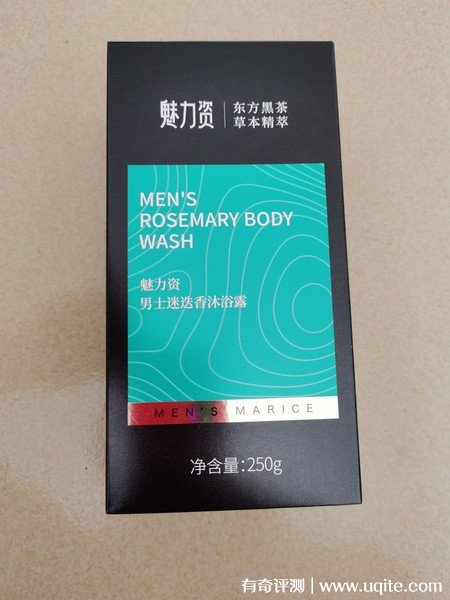 魅力资
东方黑茶
草本精萃
MEN'S
ROSEMARY BODY
WASH
魅力资
男士迷迭香沐浴露
MEN'S MARICE
净含量:250g
有奇评测 | www.uqite.com